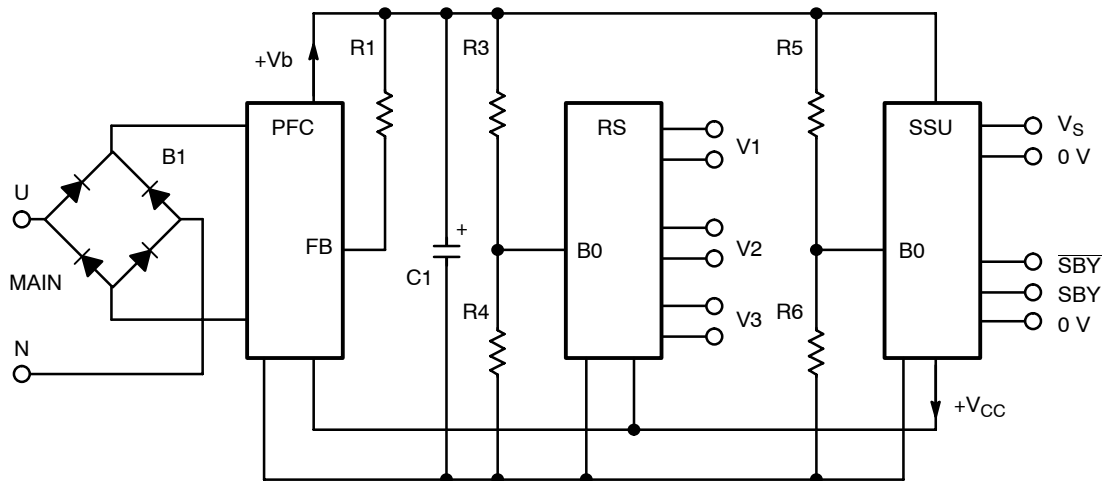 +Vb
R1
R3
R5
PFC
RS
SSU
B1
V1
VS
0 V
U
FB
+
C1
B0
V2
B0
S̅B̅Y̅
MAIN
SBY
R4
V3
R6
0 V
N
+VCC